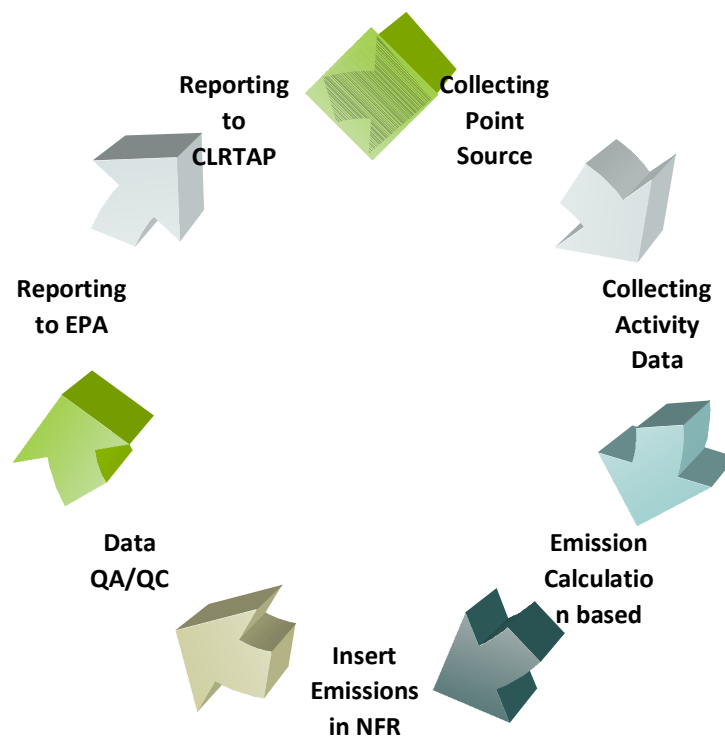 Reporting
to
CLRTAP
Collecting
Point
Source
Collecting
Activity
Data
Emission
Calculatio
n based
Insert
Emissions
in NFR
Data
QA/QC
Reporting
to EPA